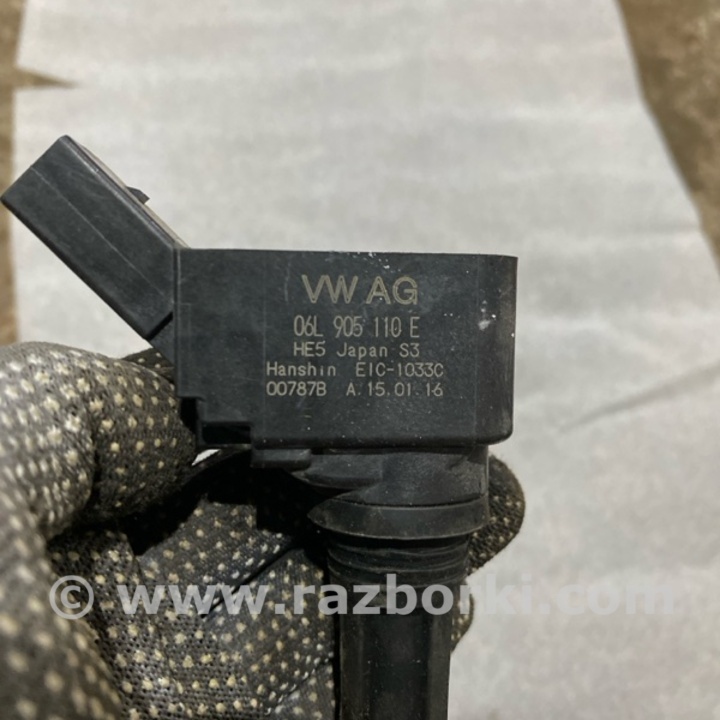 VW AG
06L 905 110 E
HE5 Japan S3
Hanshin EIC-1033C
00787B A.15.01.16
© www.razborki.com